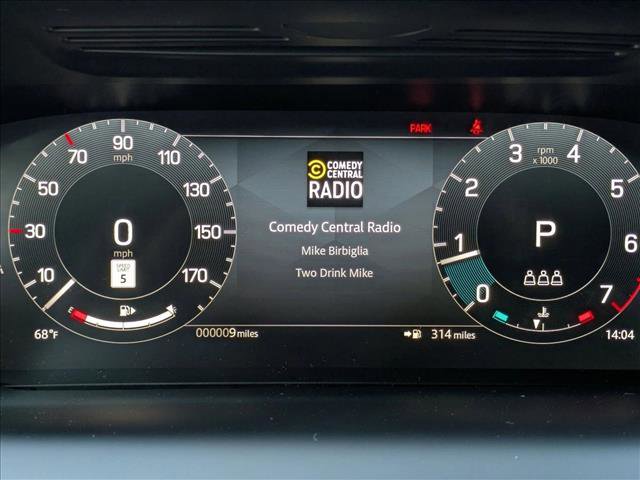 PARK
10
30
50
70
90
mph
110
130
150
170
0
mph
SPEED
LIMIT
5
E
F
68°F
000009 miles
COMEDY
CENTRAL
RADIO
Comedy Central Radio
Mike Birbiglia
Two Drink Mike
314 miles
0
1
2
3
4
rpm
x 1000
6
7
P
14:04